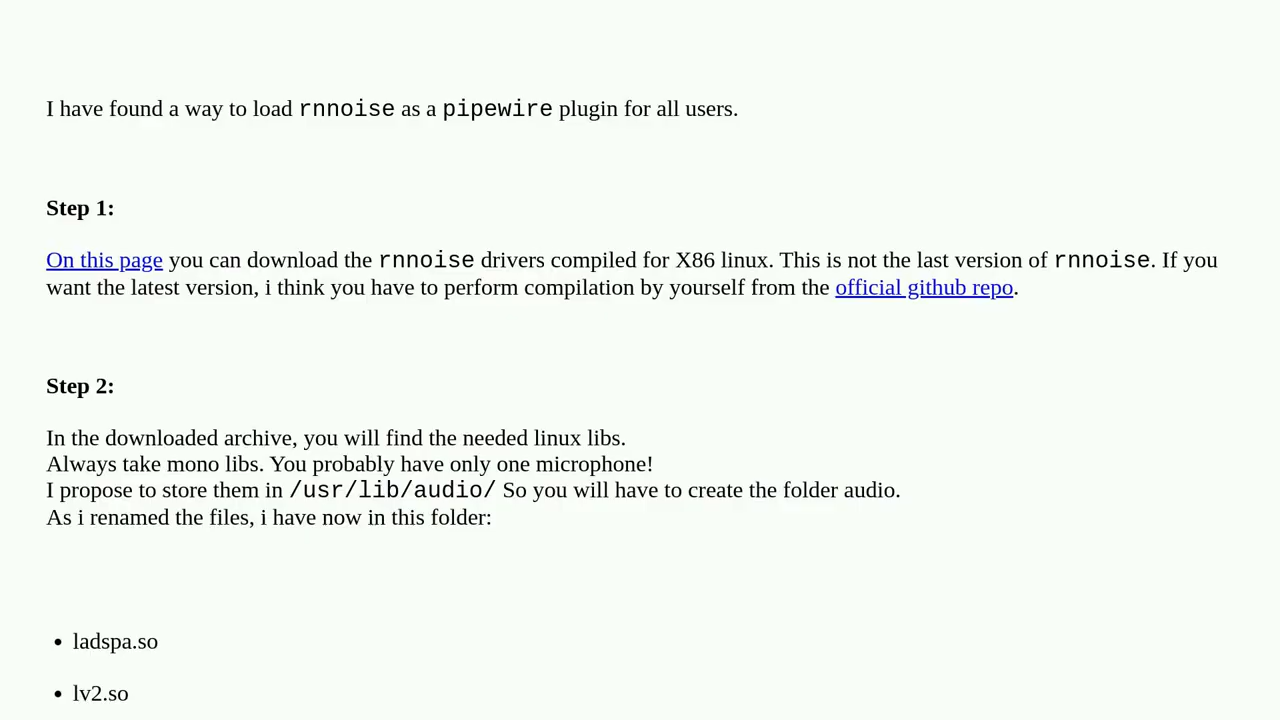 I have found a way to load rnnoise as a pipewire plugin for all users.
Step 1:
On this page you can download the rnnoise drivers compiled for X86 linux. This is not the last version of rnnoise. If you
want the latest version, i think you have to perform compilation by yourself from the official github repo.
Step 2:
In the downloaded archive, you will find the needed linux libs.
Always take mono libs. You probably have only one microphone!
I propose to store them in /usr/lib/audio/ So you will have to create the folder audio.
As i renamed the files, i have now in this folder:
• ladspa.so
• lv2.so